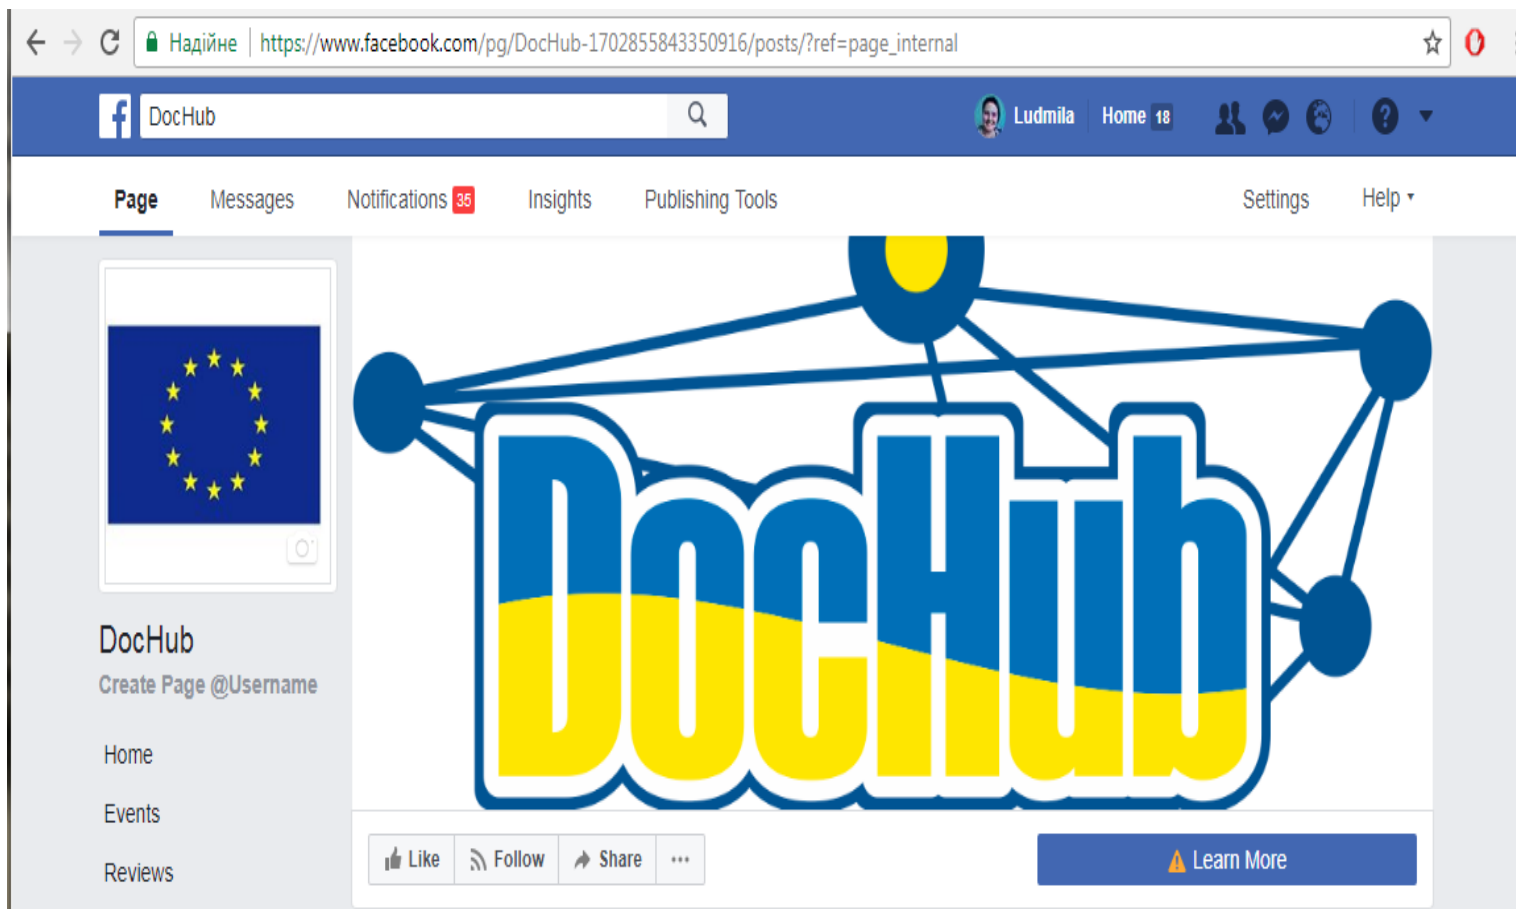 Надійне https://www.facebook.com/pg/DocHub-1702855843350916/posts/?ref=page_internal
f DocHub Ludmila Home 18 ?
Page Messages Notifications 35 Insights Publishing Tools Settings Help
DocHub
DocHub
Create Page @Username
Home
Events
Reviews
Like Follow Share ... Learn More